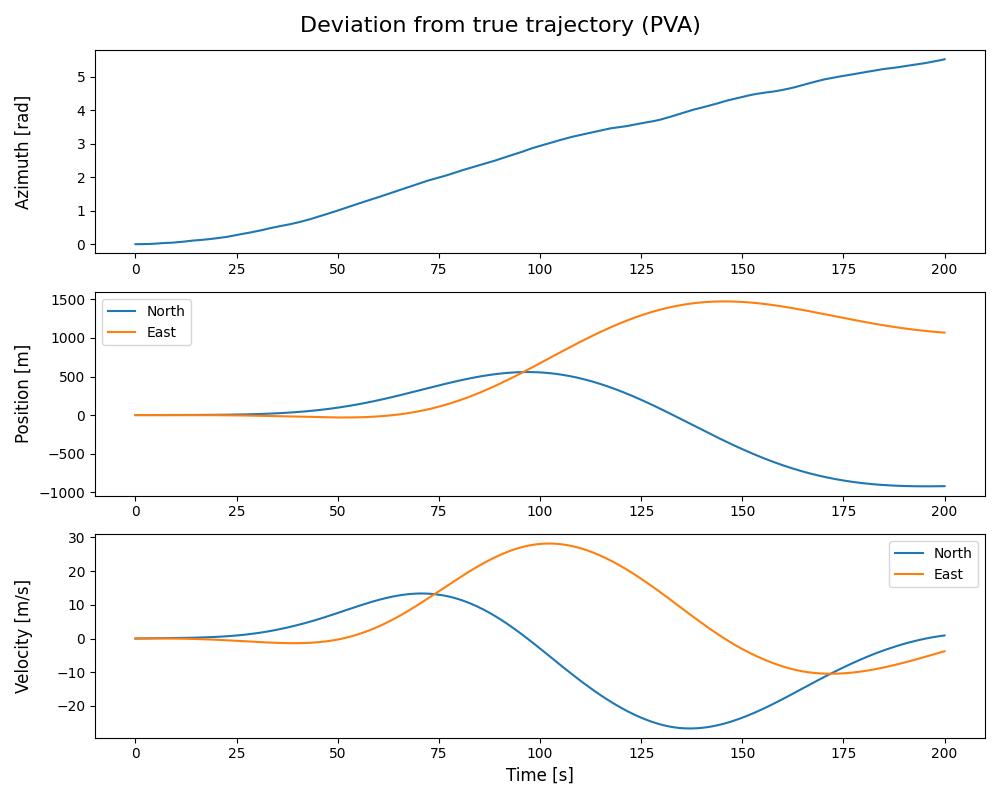 Deviation from true trajectory (PVA)
Azimuth [rad]
5
4
3
2
1
0
0 25 50 75 100 125 150 175 200
Position [m]
1500
1000
500
0
−500
−1000
North
East
0 25 50 75 100 125 150 175 200
Velocity [m/s]
30
20
10
0
−10
−20
North
East
0 25 50 75 100 125 150 175 200
Time [s]